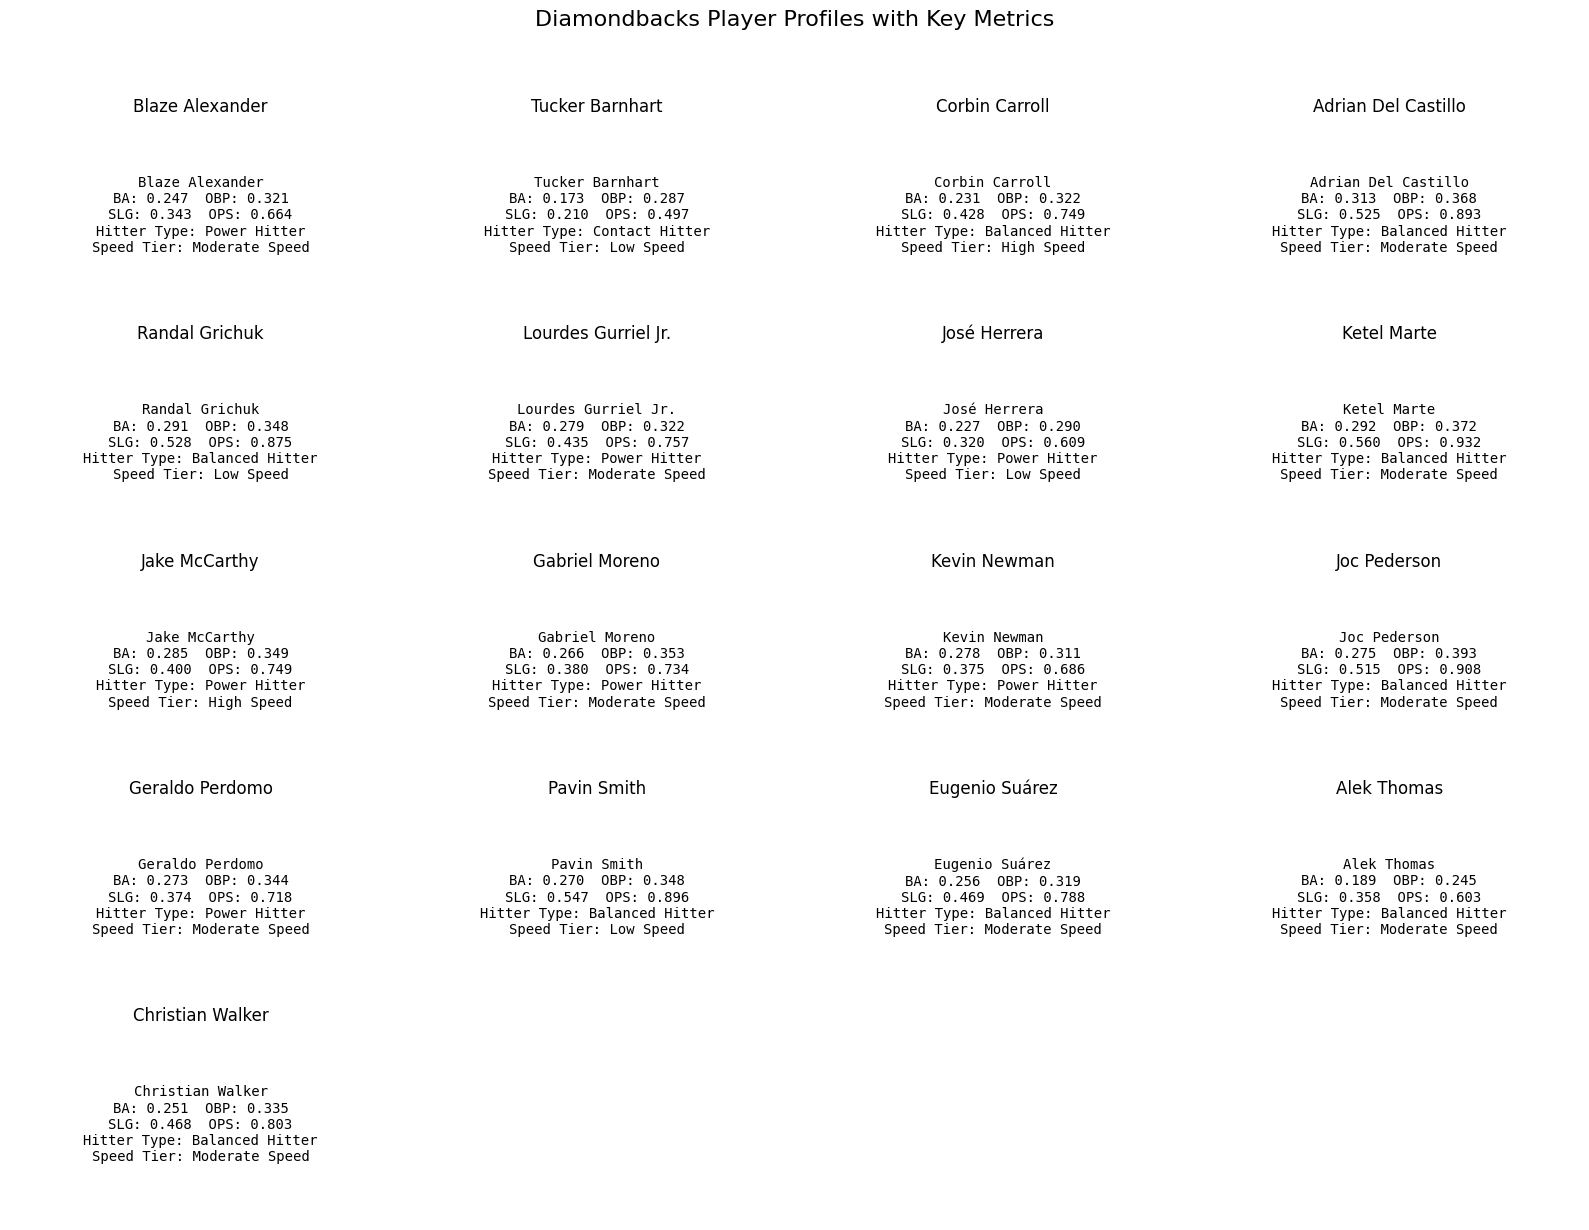 Diamondbacks Player Profiles with Key Metrics
Blaze Alexander
Blaze Alexander
BA: 0.247  OBP: 0.321
SLG: 0.343  OPS: 0.664
Hitter Type: Power Hitter
Speed Tier: Moderate Speed
Tucker Barnhart
Tucker Barnhart
BA: 0.173  OBP: 0.287
SLG: 0.210  OPS: 0.497
Hitter Type: Contact Hitter
Speed Tier: Low Speed
Corbin Carroll
Corbin Carroll
BA: 0.231  OBP: 0.322
SLG: 0.428  OPS: 0.749
Hitter Type: Balanced Hitter
Speed Tier: High Speed
Adrian Del Castillo
Adrian Del Castillo
BA: 0.313  OBP: 0.368
SLG: 0.525  OPS: 0.893
Hitter Type: Balanced Hitter
Speed Tier: Moderate Speed
Randal Grichuk
Randal Grichuk
BA: 0.291  OBP: 0.348
SLG: 0.528  OPS: 0.875
Hitter Type: Balanced Hitter
Speed Tier: Low Speed
Lourdes Gurriel Jr.
Lourdes Gurriel Jr.
BA: 0.279  OBP: 0.322
SLG: 0.435  OPS: 0.757
Hitter Type: Power Hitter
Speed Tier: Moderate Speed
José Herrera
José Herrera
BA: 0.227  OBP: 0.290
SLG: 0.320  OPS: 0.609
Hitter Type: Power Hitter
Speed Tier: Low Speed
Ketel Marte
Ketel Marte
BA: 0.292  OBP: 0.372
SLG: 0.560  OPS: 0.932
Hitter Type: Balanced Hitter
Speed Tier: Moderate Speed
Jake McCarthy
Jake McCarthy
BA: 0.285  OBP: 0.349
SLG: 0.400  OPS: 0.749
Hitter Type: Power Hitter
Speed Tier: High Speed
Gabriel Moreno
Gabriel Moreno
BA: 0.266  OBP: 0.353
SLG: 0.380  OPS: 0.734
Hitter Type: Power Hitter
Speed Tier: Moderate Speed
Kevin Newman
Kevin Newman
BA: 0.278  OBP: 0.311
SLG: 0.375  OPS: 0.686
Hitter Type: Power Hitter
Speed Tier: Moderate Speed
Joc Pederson
Joc Pederson
BA: 0.275  OBP: 0.393
SLG: 0.515  OPS: 0.908
Hitter Type: Balanced Hitter
Speed Tier: Moderate Speed
Geraldo Perdomo
Geraldo Perdomo
BA: 0.273  OBP: 0.344
SLG: 0.374  OPS: 0.718
Hitter Type: Power Hitter
Speed Tier: Moderate Speed
Pavin Smith
Pavin Smith
BA: 0.270  OBP: 0.348
SLG: 0.547  OPS: 0.896
Hitter Type: Balanced Hitter
Speed Tier: Low Speed
Eugenio Suárez
Eugenio Suárez
BA: 0.256  OBP: 0.319
SLG: 0.469  OPS: 0.788
Hitter Type: Balanced Hitter
Speed Tier: Moderate Speed
Alek Thomas
Alek Thomas
BA: 0.189  OBP: 0.245
SLG: 0.358  OPS: 0.603
Hitter Type: Balanced Hitter
Speed Tier: Moderate Speed
Christian Walker
Christian Walker
BA: 0.251  OBP: 0.335
SLG: 0.468  OPS: 0.803
Hitter Type: Balanced Hitter
Speed Tier: Moderate Speed